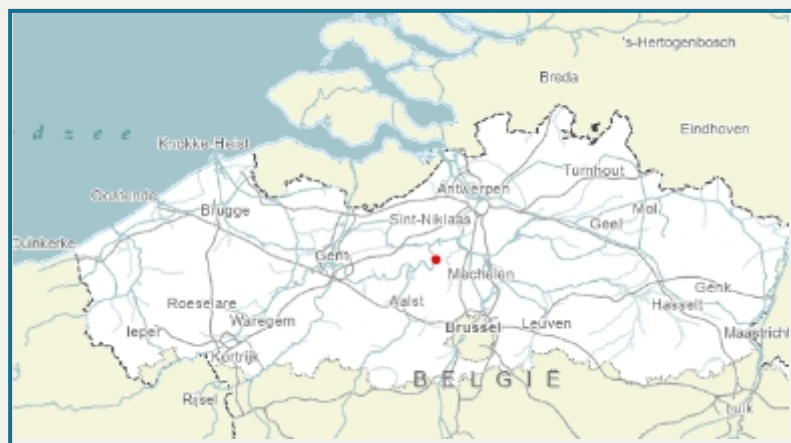 's-Hertogenbosch
Breda
Eindhoven
d z e e
Knokke-Heist
Turnhout
Oostende
Antwerpen
Brugge
Mol
Sint-Niklaas
Geel
Duinkerke
Gent
Mechelen
Genk
Roeselare
Aalst
Hasselt
Ieper
Waregem
Brussel
Leuven
Maastricht
Kortrijk
BELGIË
Rijsel
Luik